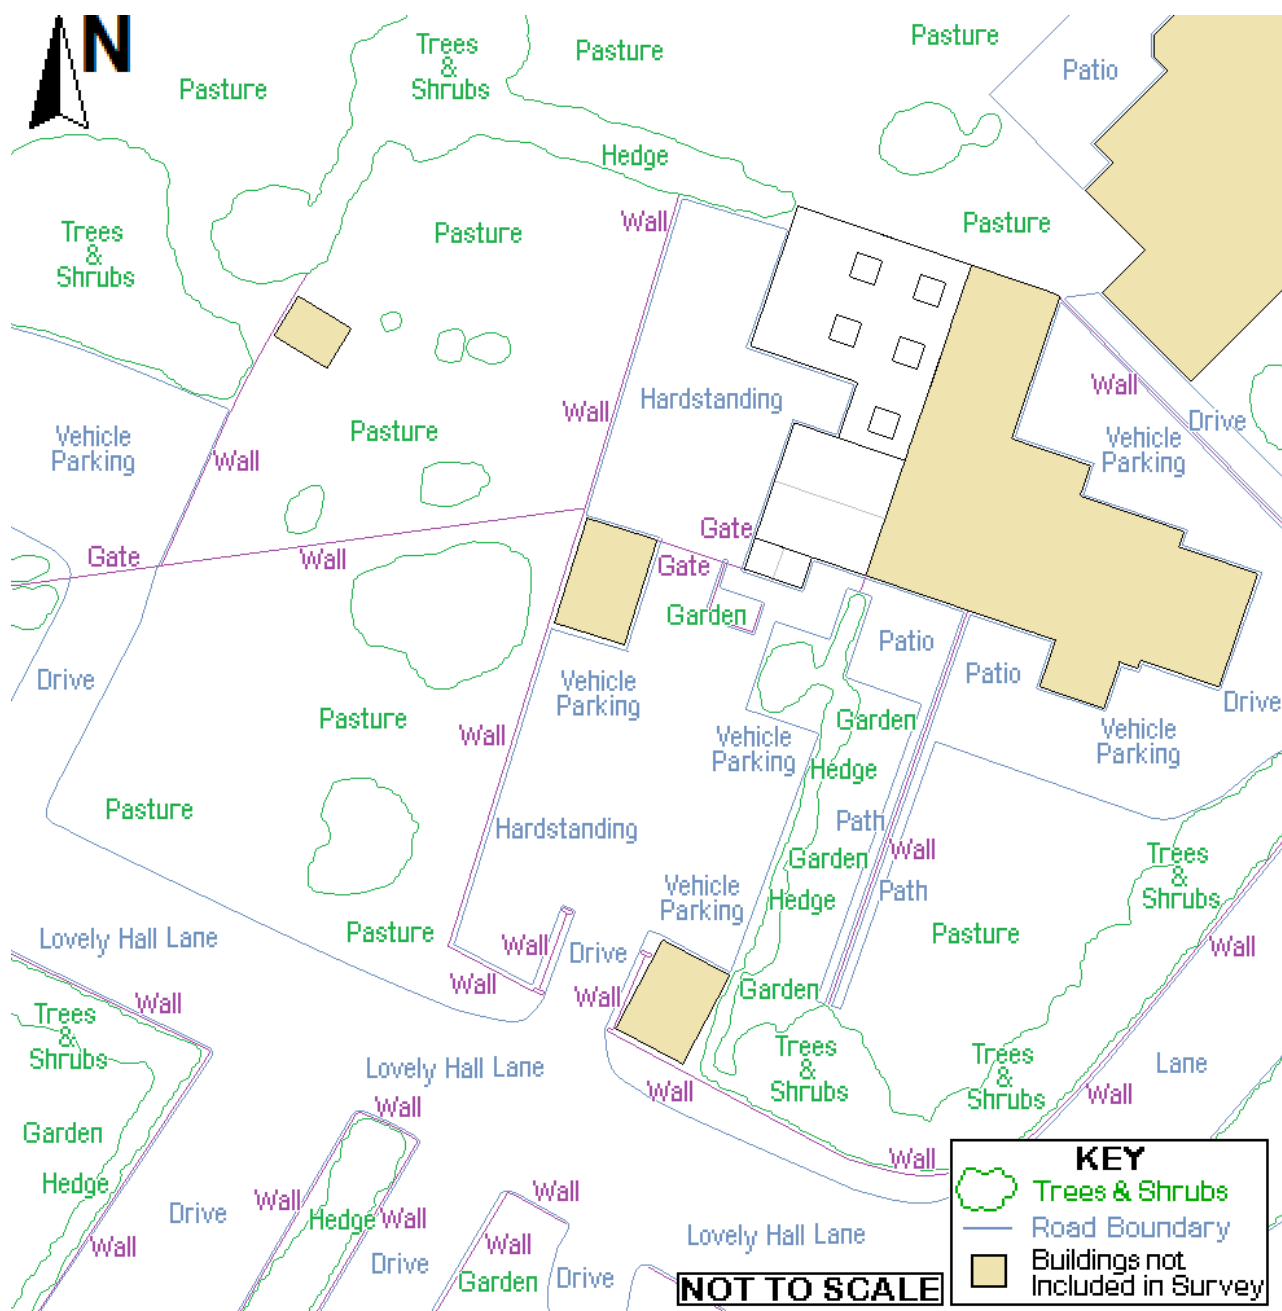 N
Trees
&
Shrubs
Pasture
Pasture
Patio
Pasture
Hedge
Trees
&
Shrubs
Pasture
Wall
Pasture
Wall
Hardstanding
Wall
Drive
Vehicle
Parking
Vehicle
Parking
Pasture
Wall
Gate
Wall
Gate
Gate
Garden
Drive
Vehicle
Parking
Patio
Patio
Drive
Pasture
Wall
Vehicle
Parking
Garden
Vehicle
Parking
Hedge
Pasture
Hardstanding
Path
Wall
Garden
Trees
&
Shrubs
Vehicle
Parking
Hedge
Path
Lovely Hall Lane
Pasture
Wall
Drive
Pasture
Wall
Wall
Wall
Garden
Wall
Trees
&
Shrubs
Lovely Hall Lane
Trees
&
Shrubs
Trees
&
Shrubs
Lane
Wall
Wall
Wall
Garden
Hedge
Wall
Drive
Wall
Hedge
Wall
Wall
Wall
Wall
Drive
Garden
Drive
Lovely Hall Lane
NOT TO SCALE
KEY
Trees & Shrubs
Road Boundary
Buildings not
Included in Survey